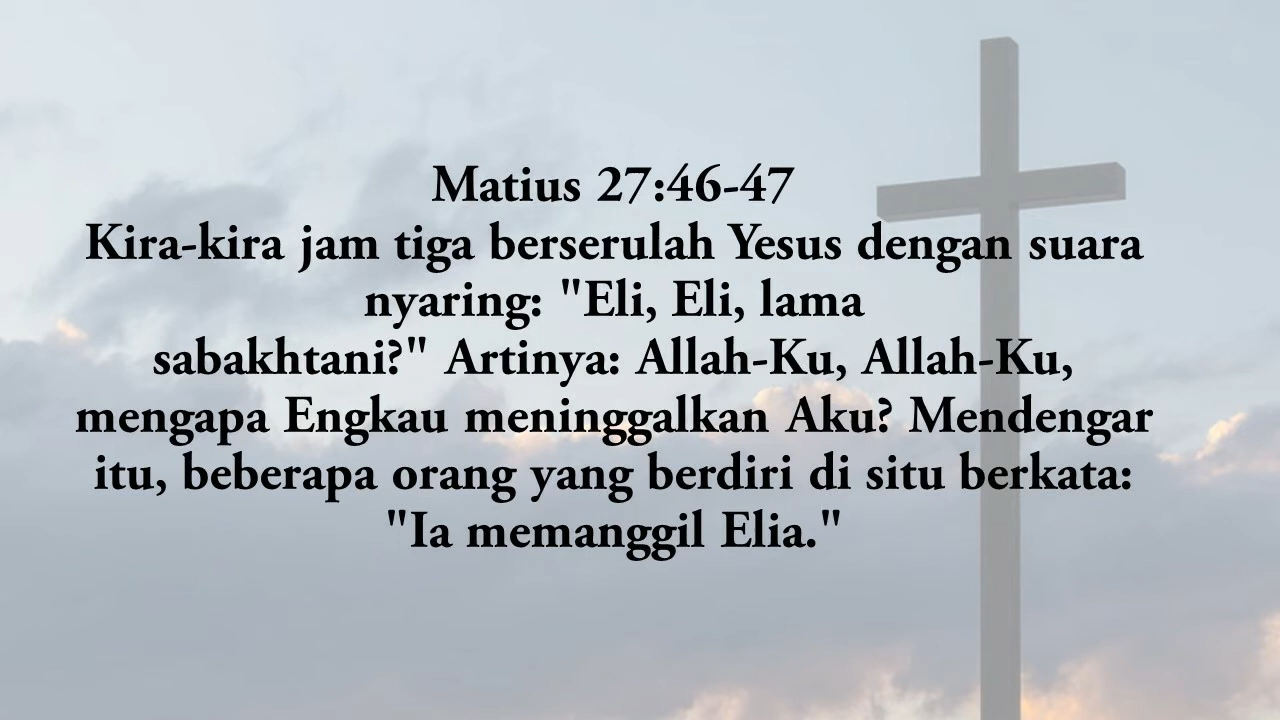 Matius 27:46-47
Kira-kira jam tiga berserulah Yesus dengan suara
nyaring: "Eli, Eli, lama
sabakhtani?" Artinya: Allah-Ku, Allah-Ku,
mengapa Engkau meninggalkan Aku? Mendengar
itu, beberapa orang yang berdiri di situ berkata:
"Ia memanggil Elia."